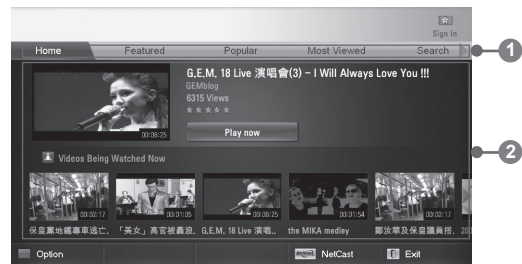 Sign In
Home Featured Popular Most Viewed Search
1
G.E.M. 18 Live 演唱會(3) – I Will Always Love You !!!
GEMblog
6315 Views
Play now
00:06:25
2
Videos Being Watched Now
00:02:17 00:01:05 00:06:25 00:01:54 00:02:17
保皇黨地鐵專車逃亡. 「美女」高官被轟浪. G.E.M. 18 Live 演唱.. the MIKA medley 鄭汝華及保皇議員搭. 20
Option NetCast Exit